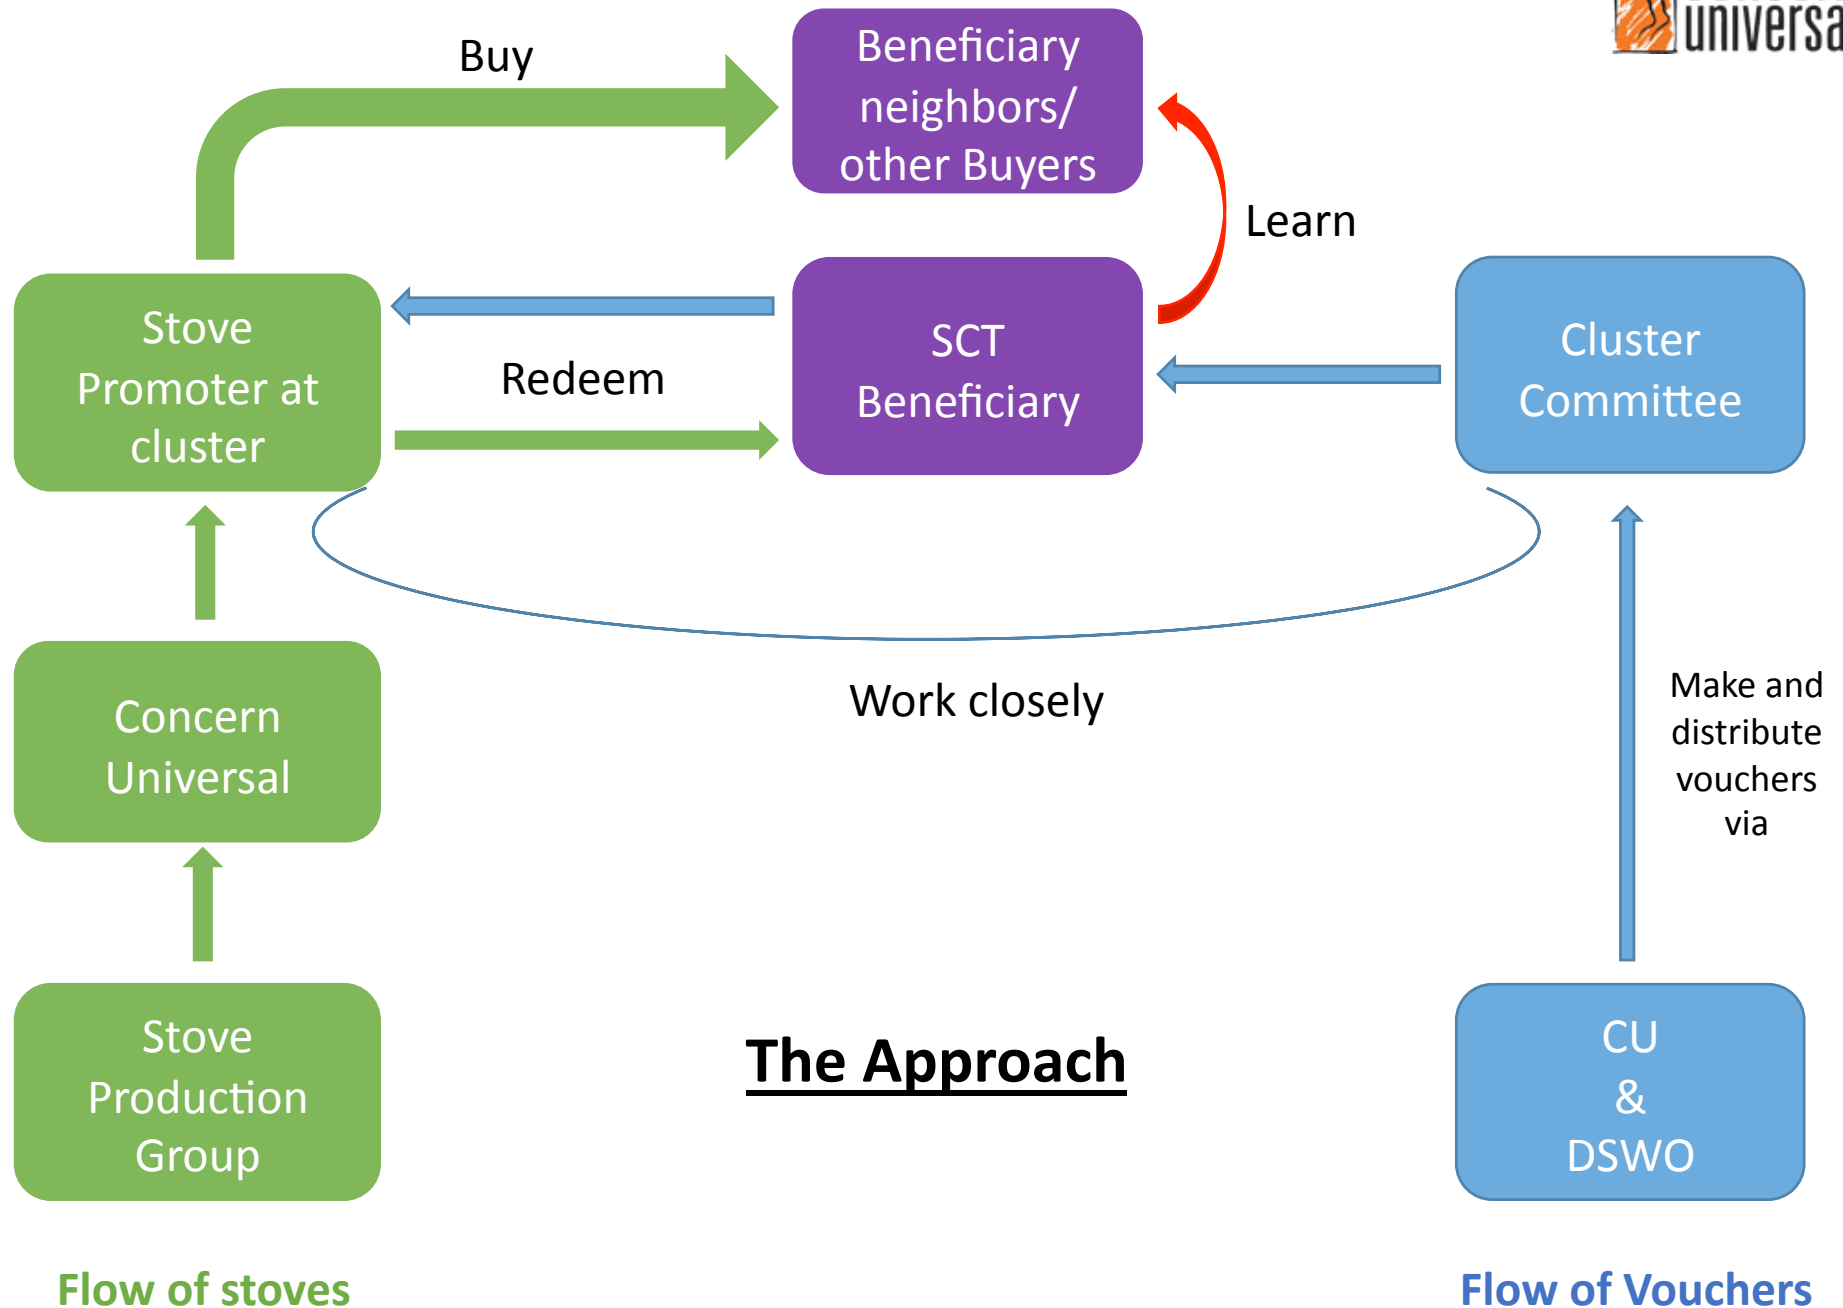 universa
Buy
Beneficiary
neighbors/
other Buyers
Learn
Stove
Promoter at
cluster
Redeem
SCT
Beneficiary
Cluster
Committee
Work closely
Concern
Universal
Make and
distribute
vouchers
via
Stove
Production
Group
The Approach
CU
&
DSWO
Flow of stoves
Flow of Vouchers